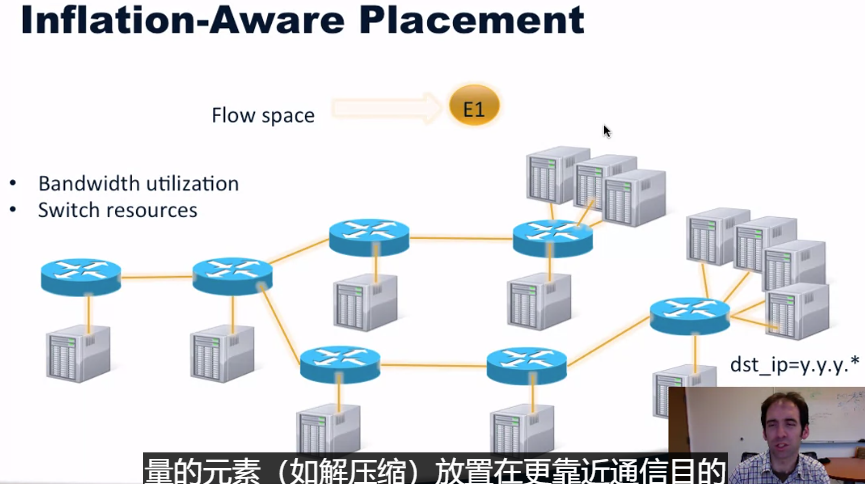 Inflation-Aware Placement
Flow space
E1
• Bandwidth utilization
• Switch resources
dst_ip=y.y.y.*
量的元素（如解压缩）放置在更靠近通信目的